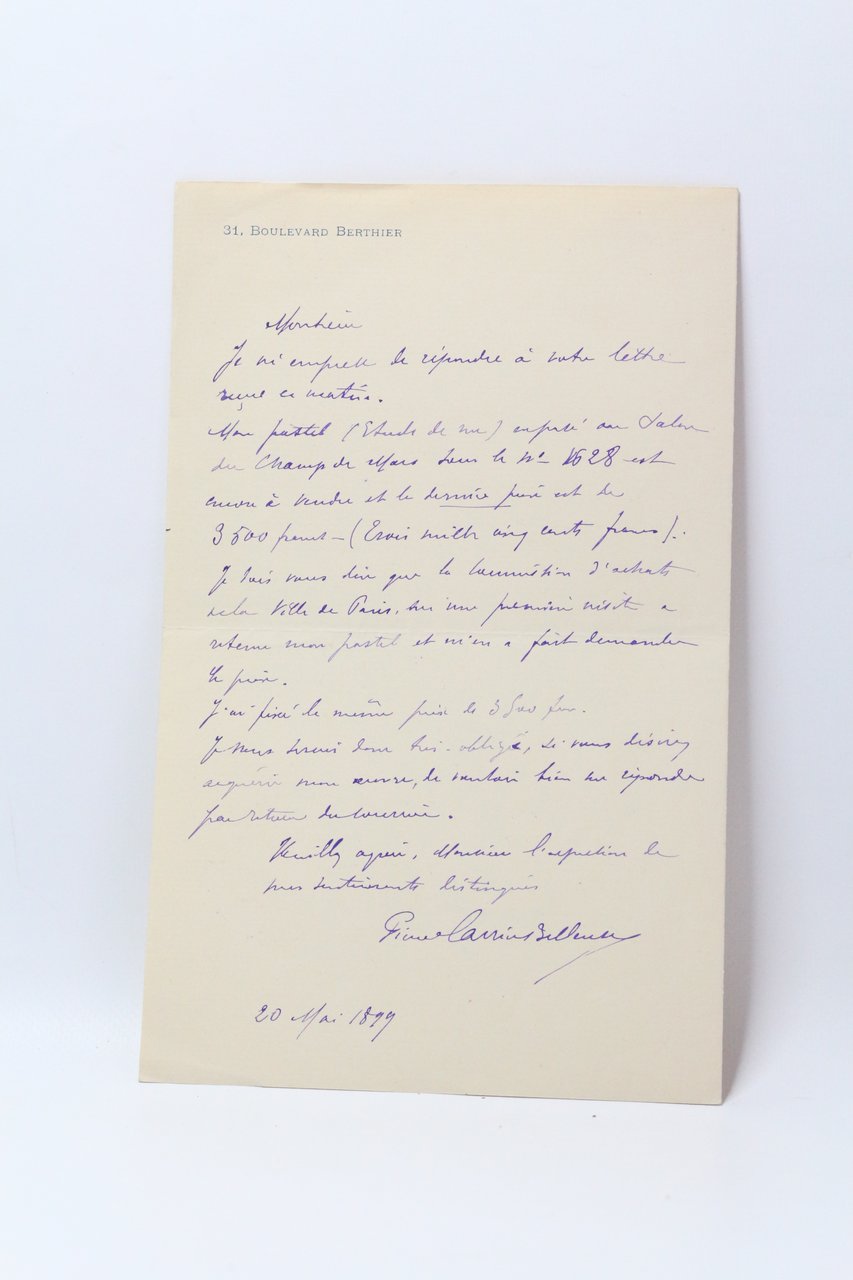 31, BOULEVARD BERTHIER
Monsieur
Je m'empresse de répondre à votre lettre
reçue ce matin.
Mon pastel (Etude de nu) exposé au Salon
du Champ de Mars sous le No 1628 est
encore à vendre et le dernier prix est de
3500 francs - (Trois mille cinq cents francs).
Je dois vous dire que la commission d'achats
de la Ville de Paris, en une première visite a
retenu mon pastel et m'en a fait demander
le prix.
J'ai fixé le même prix de 3500 frs.
Je vous serais donc très-obligé, si vous désirez
acquérir mon œuvre, de vouloir bien me répondre
par retour du courrier.
Veuillez agréer, Monsieur l'expression de
mes sentiments distingués
Pierre Carrier Belleuse
20 Mai 1899